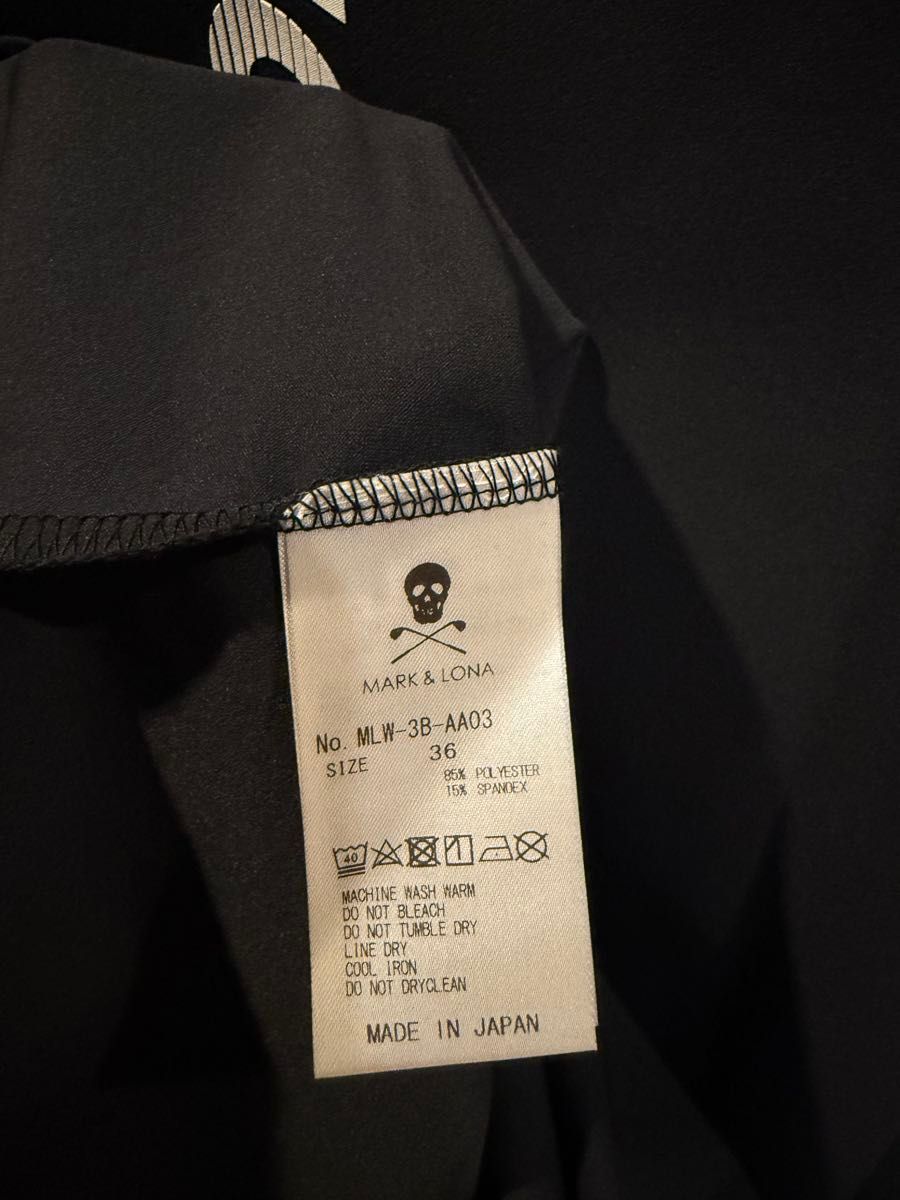 MARK & LONA
No. MLW-3B-AA03
SIZE 36
85% POLYESTER
15% SPANDEX
40
MACHINE WASH WARM
DO NOT BLEACH
DO NOT TUMBLE DRY
LINE DRY
COOL IRON
DO NOT DRYCLEAN
MADE IN JAPAN